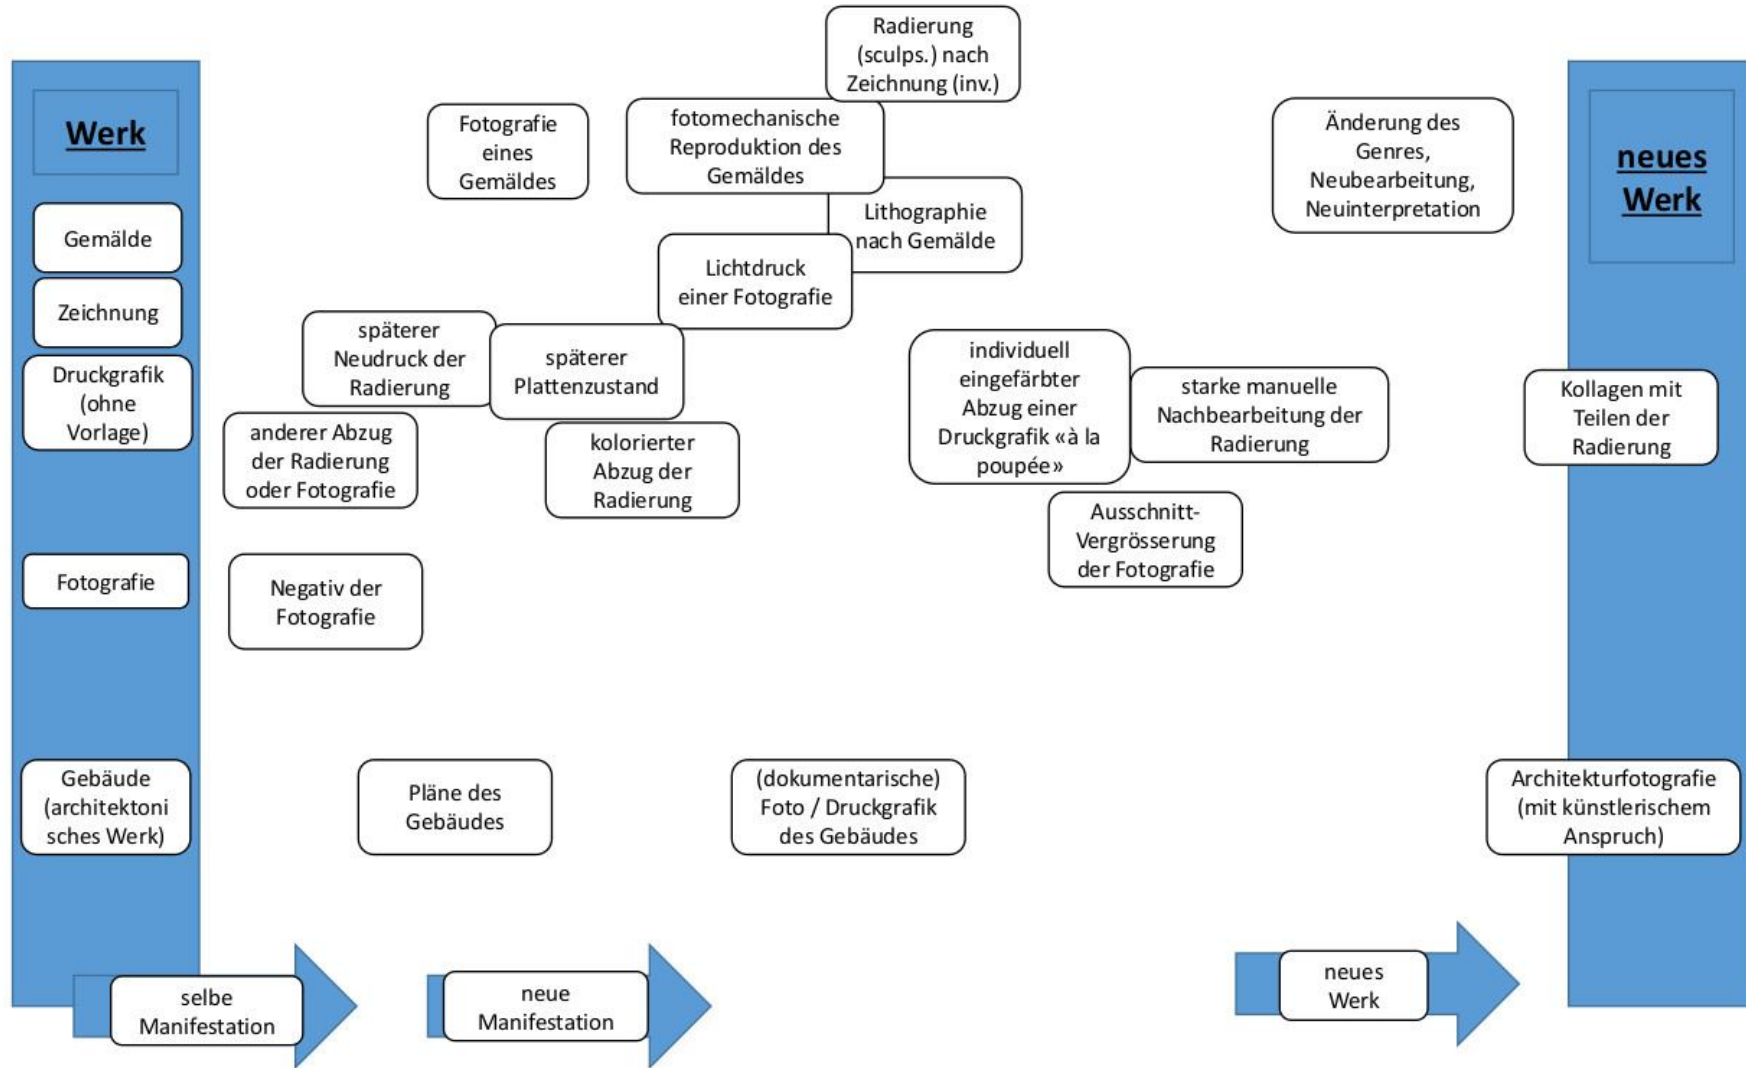 Werk
Gemälde
Zeichnung
Druckgrafik
(ohne
Vorlage)
Fotografie
Gebäude
(architektoni
sches Werk)
Fotografie
eines
Gemäldes
fotomechanische
Reproduktion des
Gemäldes
Radierung
(sculps.) nach
Zeichnung (inv.)
Lithographie
nach Gemälde
Lichtdruck
einer Fotografie
späterer
Neudruck der
Radierung
späterer
Plattenzustand
anderer Abzug
der Radierung
oder Fotografie
kolorierter
Abzug der
Radierung
Negativ der
Fotografie
individuell
eingefärbter
Abzug einer
Druckgrafik «à la
poupée»
starke manuelle
Nachbearbeitung der
Radierung
Ausschnitt-
Vergrösserung
der Fotografie
Änderung des
Genres,
Neubearbeitung,
Neuinterpretation
Pläne des
Gebäudes
(dokumentarische)
Foto / Druckgrafik
des Gebäudes
neues
Werk
Kollagen mit
Teilen der
Radierung
Architekturfotografie
(mit künstlerischem
Anspruch)
selbe
Manifestation
neue
Manifestation
neues
Werk